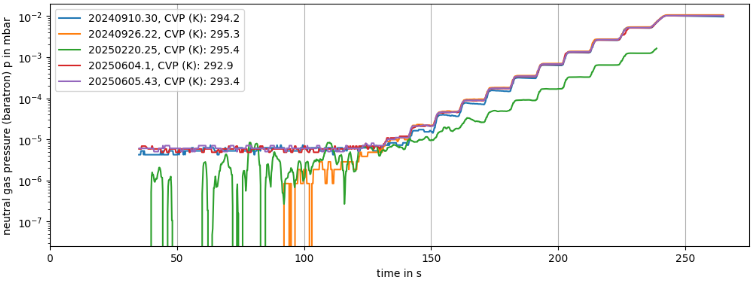 neutral gas pressure (baratron) p in mbar
10⁻²
10⁻³
10⁻⁴
10⁻⁵
10⁻⁶
10⁻⁷
20240910.30, CVP (K): 294.2
20240926.22, CVP (K): 295.3
20250220.25, CVP (K): 295.4
20250604.1, CVP (K): 292.9
20250605.43, CVP (K): 293.4
0 50 100 150 200 250
time in s